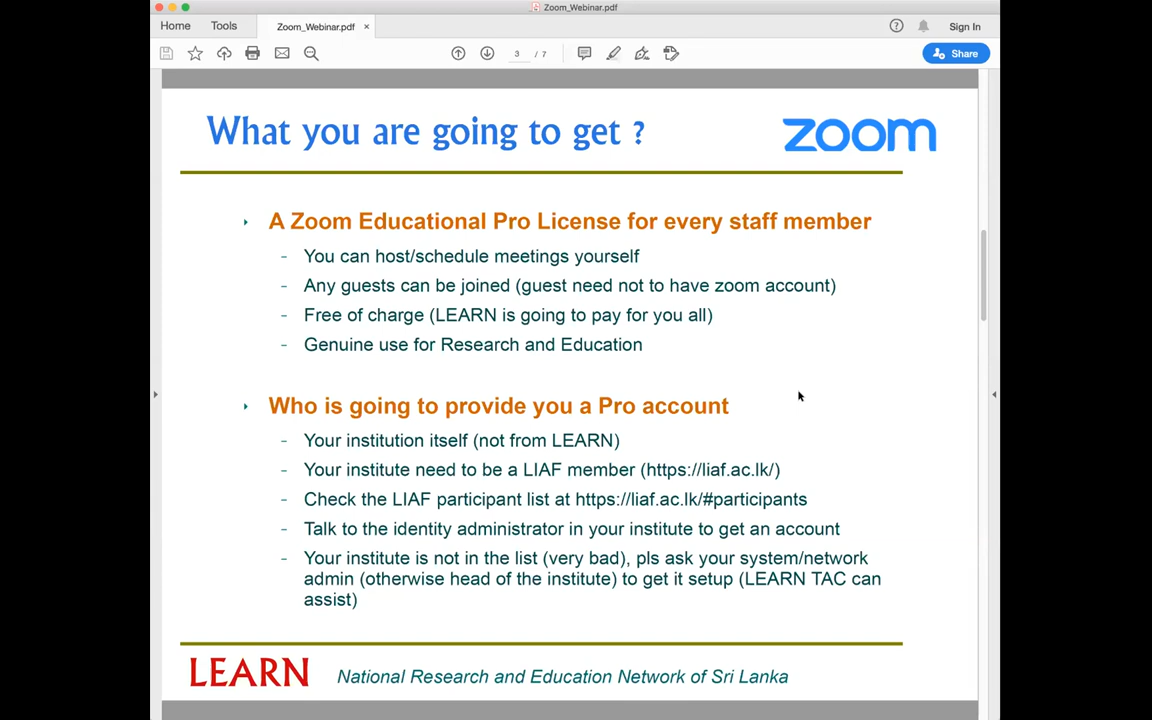 Zoom_Webinar.pdf
Home
Tools
Zoom_Webinar.pdf ×
?
Sign In
3 / 7
Share
What you are going to get ?
zoom
A Zoom Educational Pro License for every staff member
- You can host/schedule meetings yourself
- Any guests can be joined (guest need not to have zoom account)
- Free of charge (LEARN is going to pay for you all)
- Genuine use for Research and Education
Who is going to provide you a Pro account
- Your institution itself (not from LEARN)
- Your institute need to be a LIAF member (https://liaf.ac.lk/)
- Check the LIAF participant list at https://liaf.ac.lk/#participants
- Talk to the identity administrator in your institute to get an account
- Your institute is not in the list (very bad), pls ask your system/network
admin (otherwise head of the institute) to get it setup (LEARN TAC can
assist)
LEARN
National Research and Education Network of Sri Lanka